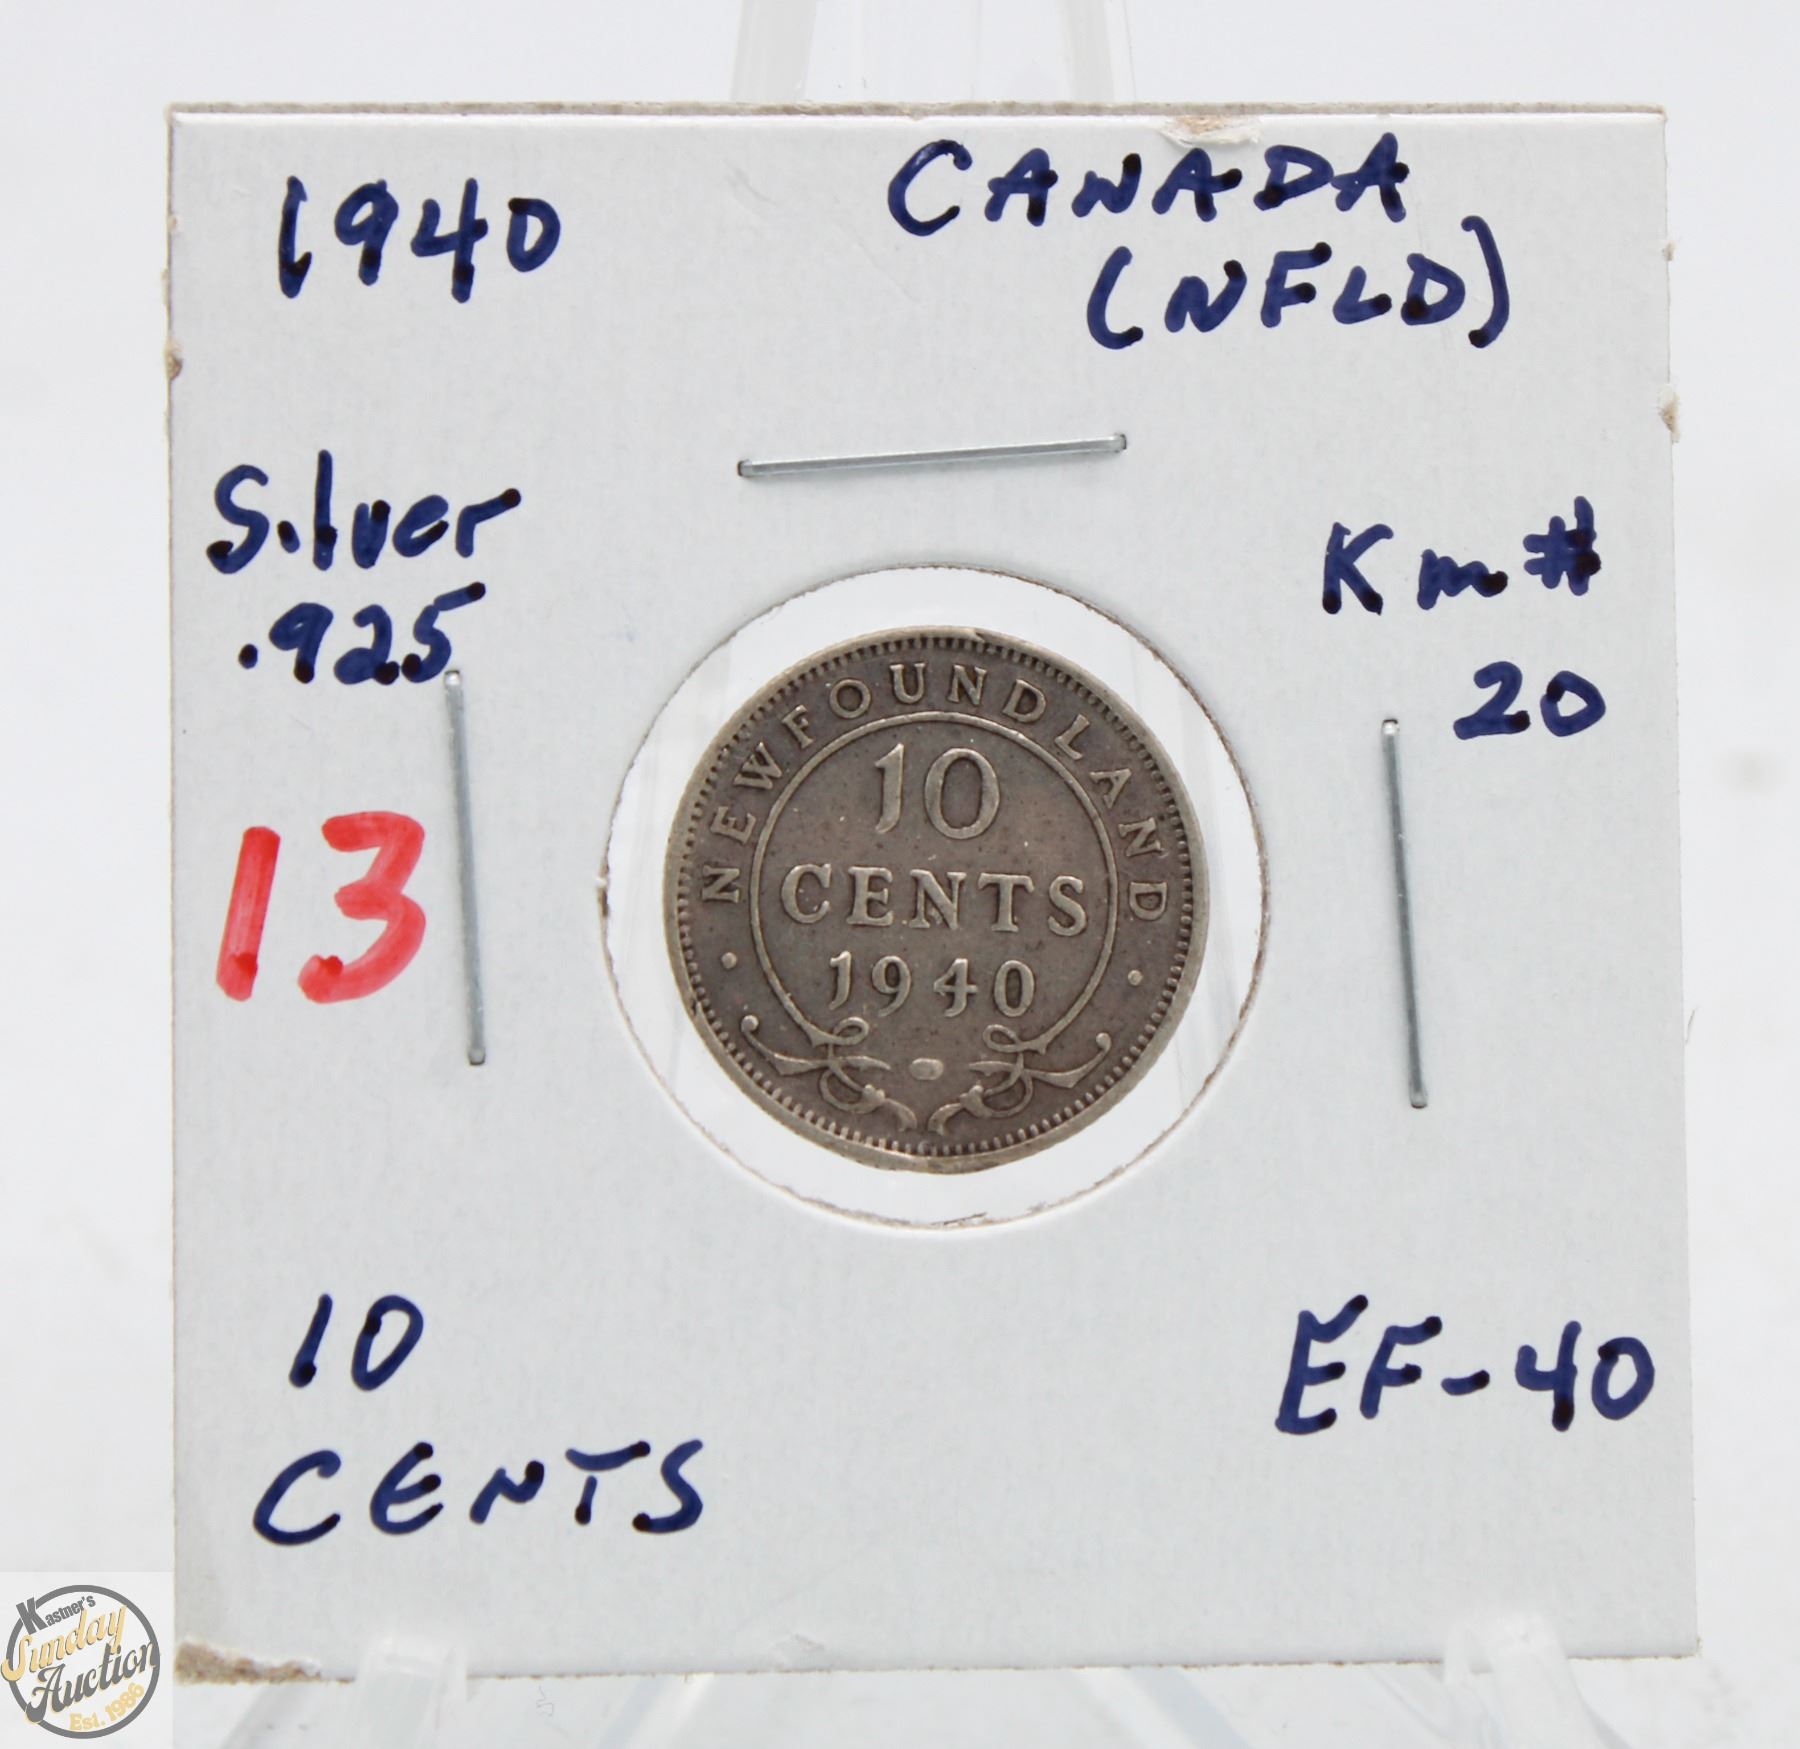 1940
CANADA
(NFLD)
Silver
.925
Km#
20
13
NEWFOUNDLAND
10
CENTS
1940
10
CENTS
EF-40
Kastner's
Sunday
Auction
Est. 1986